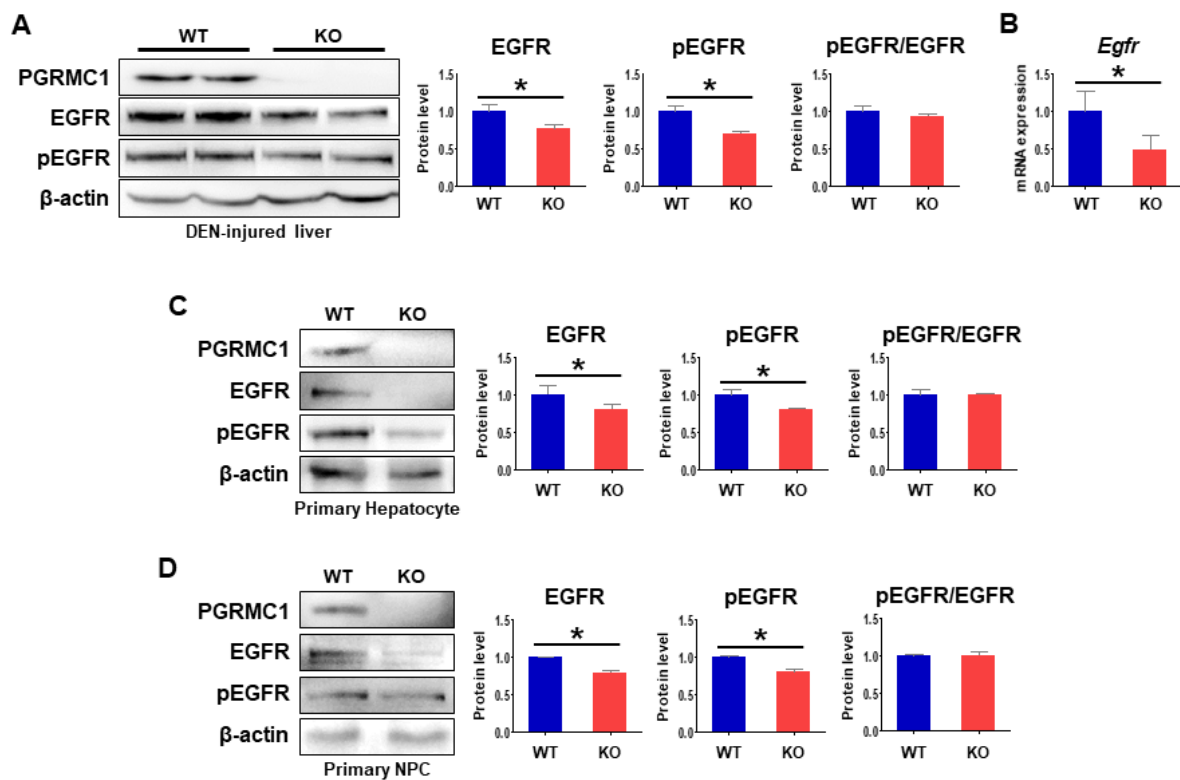 A
WT KO
PGRMC1
EGFR
pEGFR
β-actin
DEN-injured liver
EGFR
*
Protein level
1.5
1.0
0.5
0.0
WT KO
pEGFR
*
Protein level
1.5
1.0
0.5
0.0
WT KO
pEGFR/EGFR
Protein level
1.5
1.0
0.5
0.0
WT KO
B
Egfr
*
mRNA expression
1.5
1.0
0.5
0.0
WT KO
C
WT KO
PGRMC1
EGFR
pEGFR
β-actin
Primary Hepatocyte
EGFR
*
Protein level
1.5
1.0
0.5
0.0
WT KO
pEGFR
*
Protein level
1.5
1.0
0.5
0.0
WT KO
pEGFR/EGFR
Protein level
1.5
1.0
0.5
0.0
WT KO
D
WT KO
PGRMC1
EGFR
pEGFR
β-actin
Primary NPC
EGFR
*
Protein level
1.5
1.0
0.5
0.0
WT KO
pEGFR
*
Protein level
1.5
1.0
0.5
0.0
WT KO
pEGFR/EGFR
Protein level
1.5
1.0
0.5
0.0
WT KO